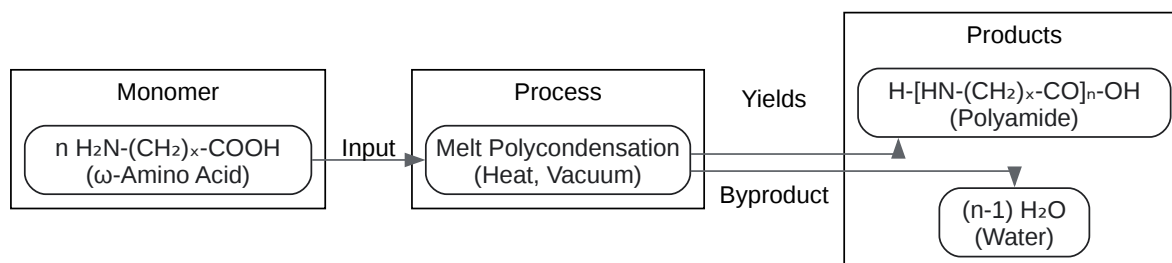 Monomer
n H₂N-(CH₂)ₓ-COOH
(ω-Amino Acid)
Input
Process
Melt Polycondensation
(Heat, Vacuum)
Yields
Byproduct
Products
H-[HN-(CH₂)ₓ-CO]ₙ-OH
(Polyamide)
(n-1) H₂O
(Water)